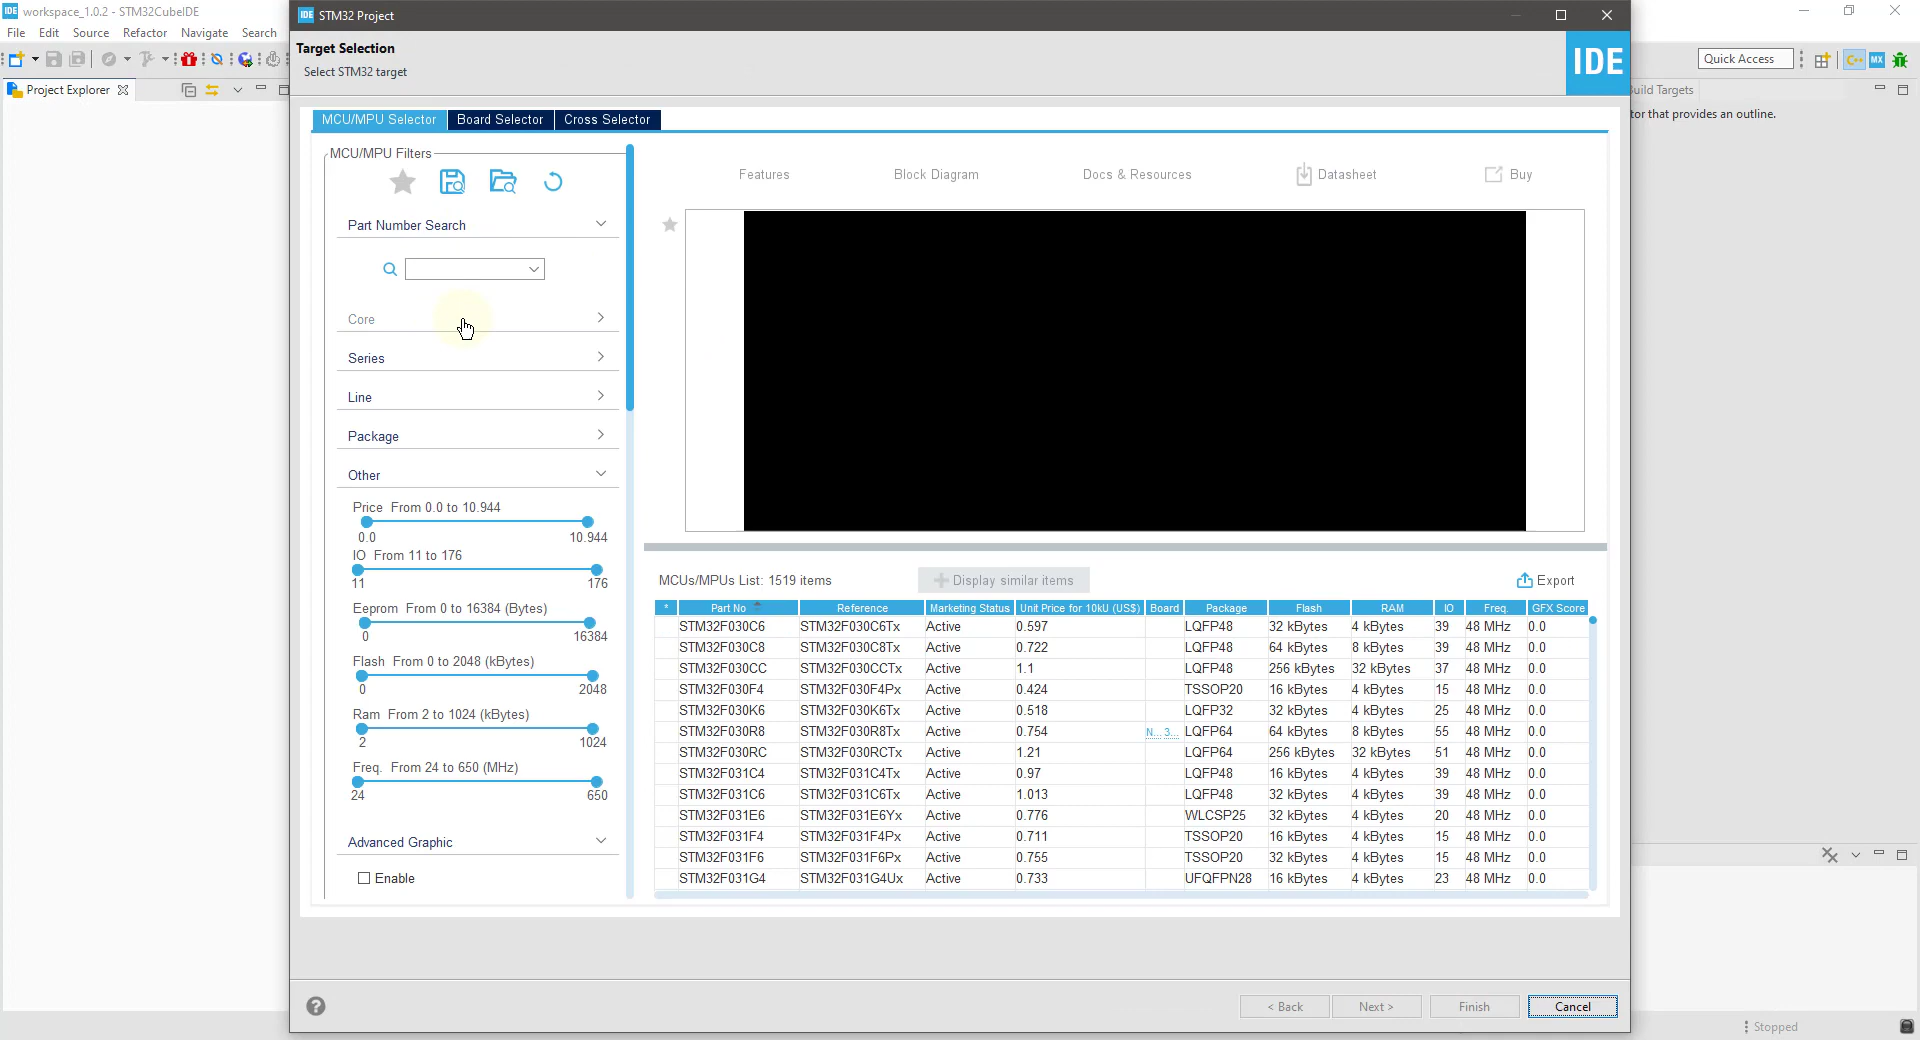 IDE workspace_1.0.2 - STM32CubeIDE
File Edit Source Refactor Navigate Search
Project Explorer
IDE STM32 Project
Target Selection
Select STM32 target
IDE
Quick Access
MX
uild Targets
tor that provides an outline.
MCU/MPU Selector Board Selector Cross Selector
MCU/MPU Filters
Part Number Search
Core
Series
Line
Package
Other
Price From 0.0 to 10.944
0.0 10.944
IO From 11 to 176
11 176
Eeprom From 0 to 16384 (Bytes)
0 16384
Flash From 0 to 2048 (kBytes)
0 2048
Ram From 2 to 1024 (kBytes)
2 1024
Freq. From 24 to 650 (MHz)
24 650
Advanced Graphic
Enable
Features Block Diagram Docs & Resources Datasheet Buy
MCUs/MPUs List: 1519 items Display similar items Export
* Part No Reference Marketing Status Unit Price for 10kU (US$) Board Package Flash RAM IO Freq. GFX Score
STM32F030C6 STM32F030C6Tx Active 0.597 LQFP48 32 kBytes 4 kBytes 39 48 MHz 0.0
STM32F030C8 STM32F030C8Tx Active 0.722 LQFP48 64 kBytes 8 kBytes 39 48 MHz 0.0
STM32F030CC STM32F030CCTx Active 1.1 LQFP48 256 kBytes 32 kBytes 37 48 MHz 0.0
STM32F030F4 STM32F030F4Px Active 0.424 TSSOP20 16 kBytes 4 kBytes 15 48 MHz 0.0
STM32F030K6 STM32F030K6Tx Active 0.518 LQFP32 32 kBytes 4 kBytes 25 48 MHz 0.0
STM32F030R8 STM32F030R8Tx Active 0.754 N... 3... LQFP64 64 kBytes 8 kBytes 55 48 MHz 0.0
STM32F030RC STM32F030RCTx Active 1.21 LQFP64 256 kBytes 32 kBytes 51 48 MHz 0.0
STM32F031C4 STM32F031C4Tx Active 0.97 LQFP48 16 kBytes 4 kBytes 39 48 MHz 0.0
STM32F031C6 STM32F031C6Tx Active 1.013 LQFP48 32 kBytes 4 kBytes 39 48 MHz 0.0
STM32F031E6 STM32F031E6Yx Active 0.776 WLCSP25 32 kBytes 4 kBytes 20 48 MHz 0.0
STM32F031F4 STM32F031F4Px Active 0.711 TSSOP20 16 kBytes 4 kBytes 15 48 MHz 0.0
STM32F031F6 STM32F031F6Px Active 0.755 TSSOP20 32 kBytes 4 kBytes 15 48 MHz 0.0
STM32F031G4 STM32F031G4Ux Active 0.733 UFQFPN28 16 kBytes 4 kBytes 23 48 MHz 0.0
< Back Next > Finish Cancel
Stopped